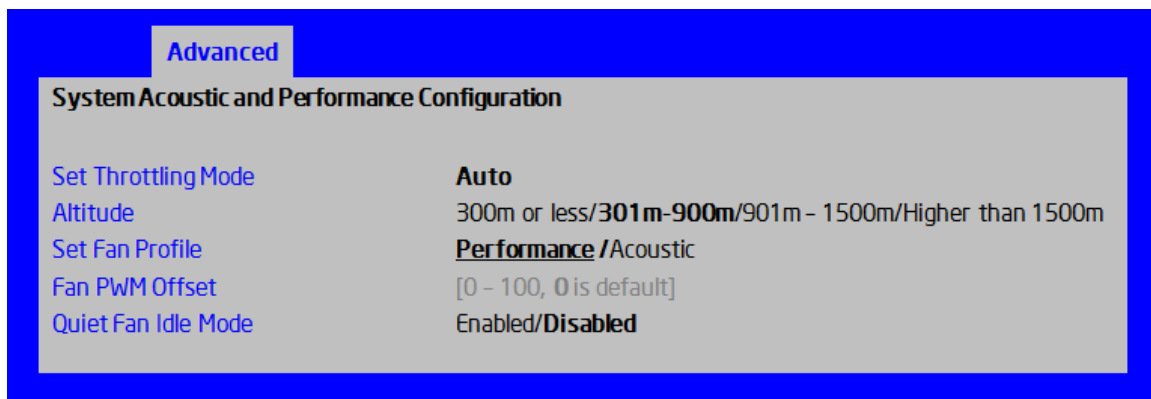 Advanced
System Acoustic and Performance Configuration
Set Throttling Mode Auto
Altitude 300m or less/301m-900m/901m – 1500m/Higher than 1500m
Set Fan Profile Performance /Acoustic
Fan PWM Offset [0 – 100, 0 is default]
Quiet Fan Idle Mode Enabled/Disabled